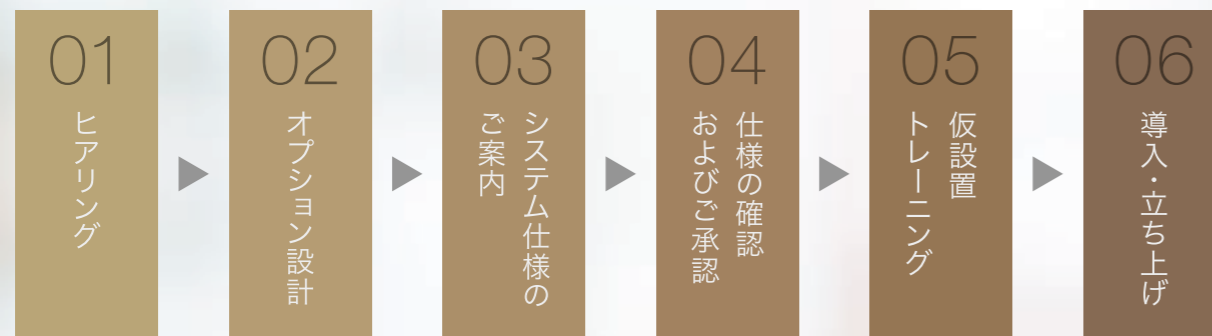 01
ヒアリング
02
オプション設計
03
システム仕様の
ご案内
04
仕様の確認
およびご承認
05
仮設置
トレーニング
06
導入・立ち上げ